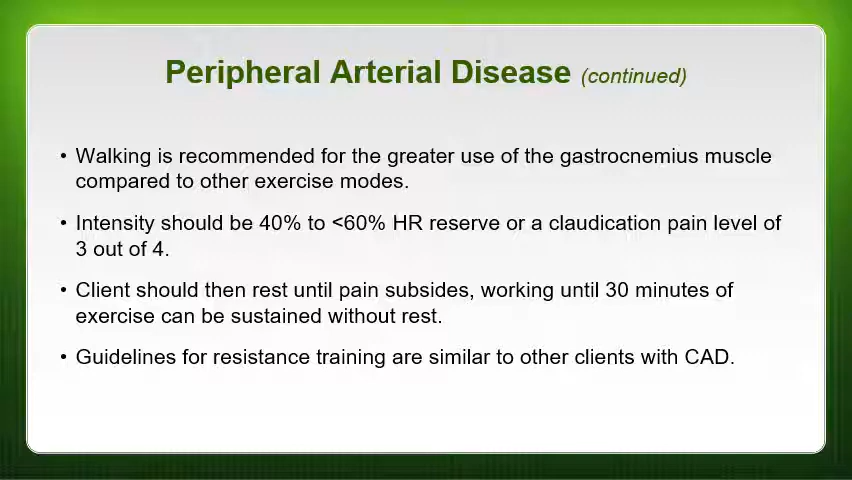 Peripheral Arterial Disease (continued)
• Walking is recommended for the greater use of the gastrocnemius muscle
compared to other exercise modes.
• Intensity should be 40% to <60% HR reserve or a claudication pain level of
3 out of 4.
• Client should then rest until pain subsides, working until 30 minutes of
exercise can be sustained without rest.
• Guidelines for resistance training are similar to other clients with CAD.